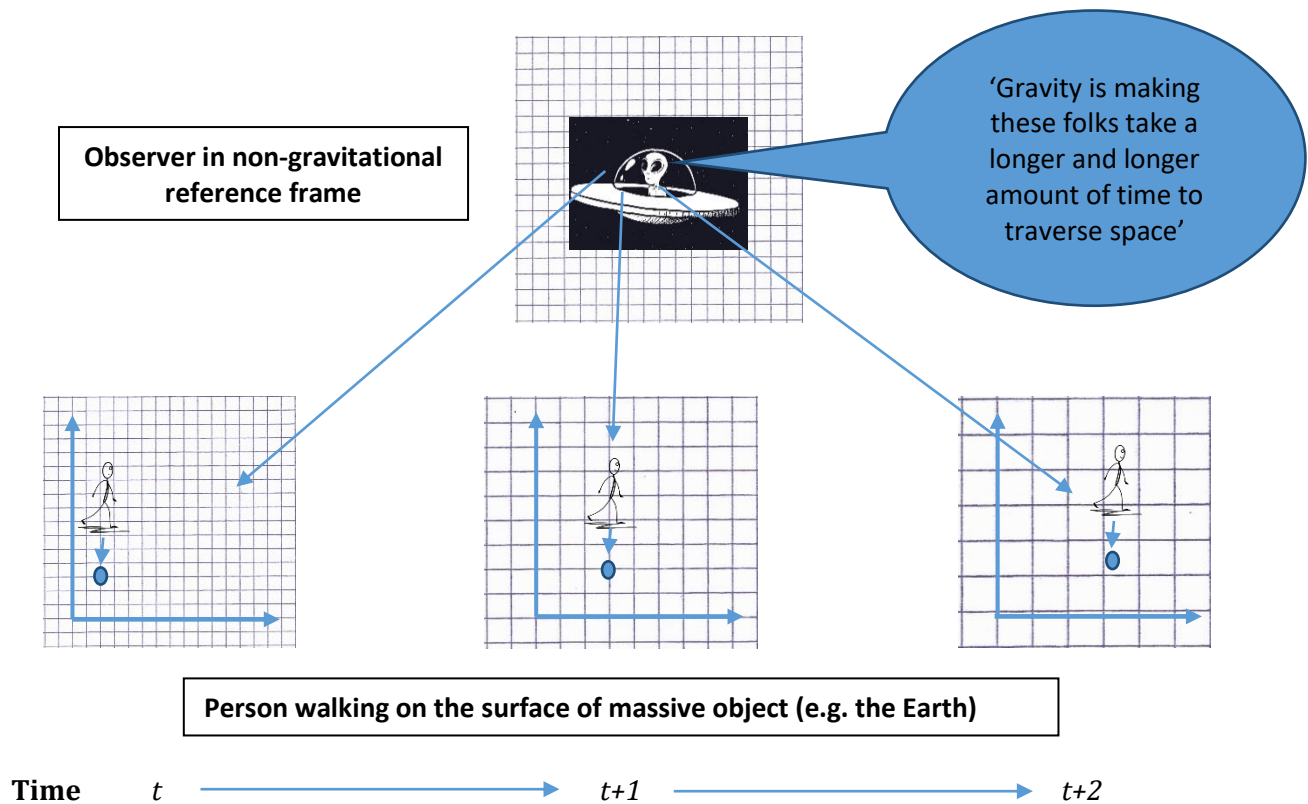 ‘Gravity is making
these folks take a
longer and longer
amount of time to
traverse space’
Observer in non-gravitational
reference frame
Person walking on the surface of massive object (e.g. the Earth)
Time t t+1 t+2